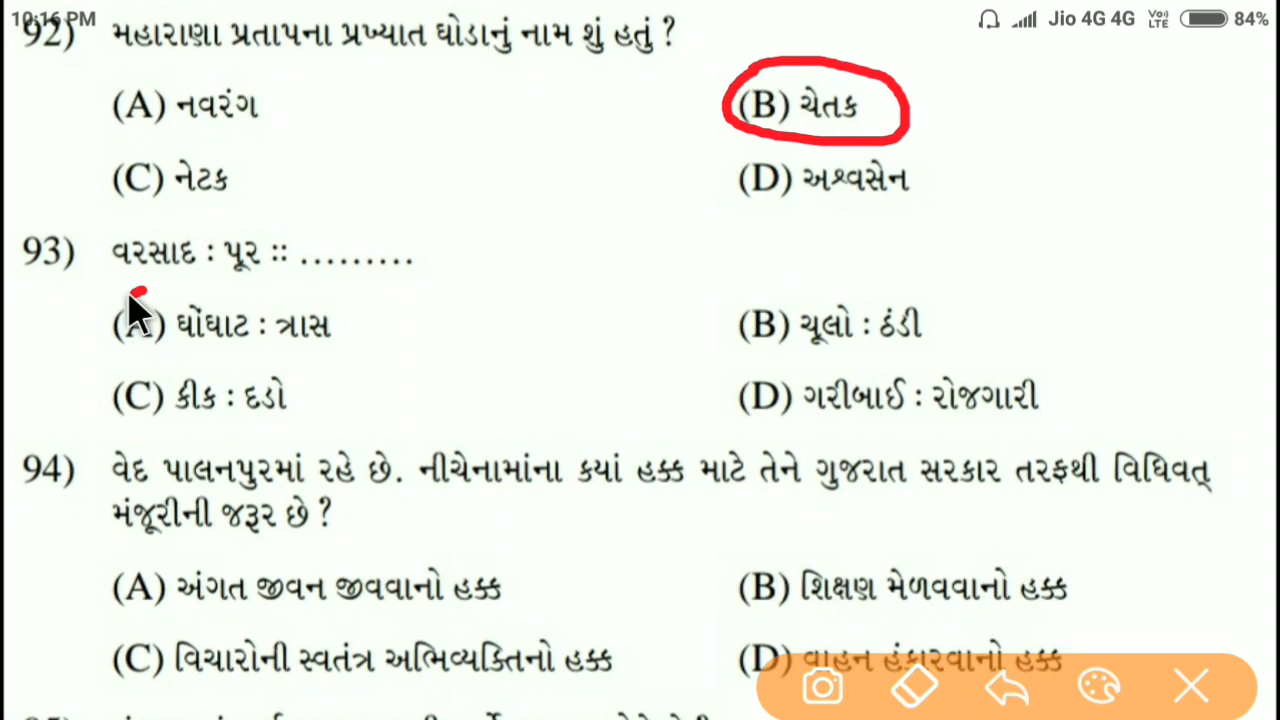 10:16 PM Jio 4G 4G Vo) LTE 84%
92) મહારાણા પ્રતાપના પ્રખ્યાત ઘોડાનું નામ શું હતું ?
(A) નવરંગ (B) ચેતક
(C) નેટક (D) અશ્વસેન
93) વરસાદ : પૂર :: .........
(A) ઘોંઘાટ : ત્રાસ (B) ચૂલો : ઠંડી
(C) કીક : દડો (D) ગરીબાઈ : રોજગારી
94) વેદ પાલનપુરમાં રહે છે. નીચેનામાંના કયાં હક્ક માટે તેને ગુજરાત સરકાર તરફથી વિધિવત્
મંજૂરીની જરૂર છે ?
(A) અંગત જીવન જીવવાનો હક્ક (B) શિક્ષણ મેળવવાનો હક્ક
(C) વિચારોની સ્વતંત્ર અભિવ્યક્તિનો હક્ક (D) વાહન હંકારવાનો હક્ક